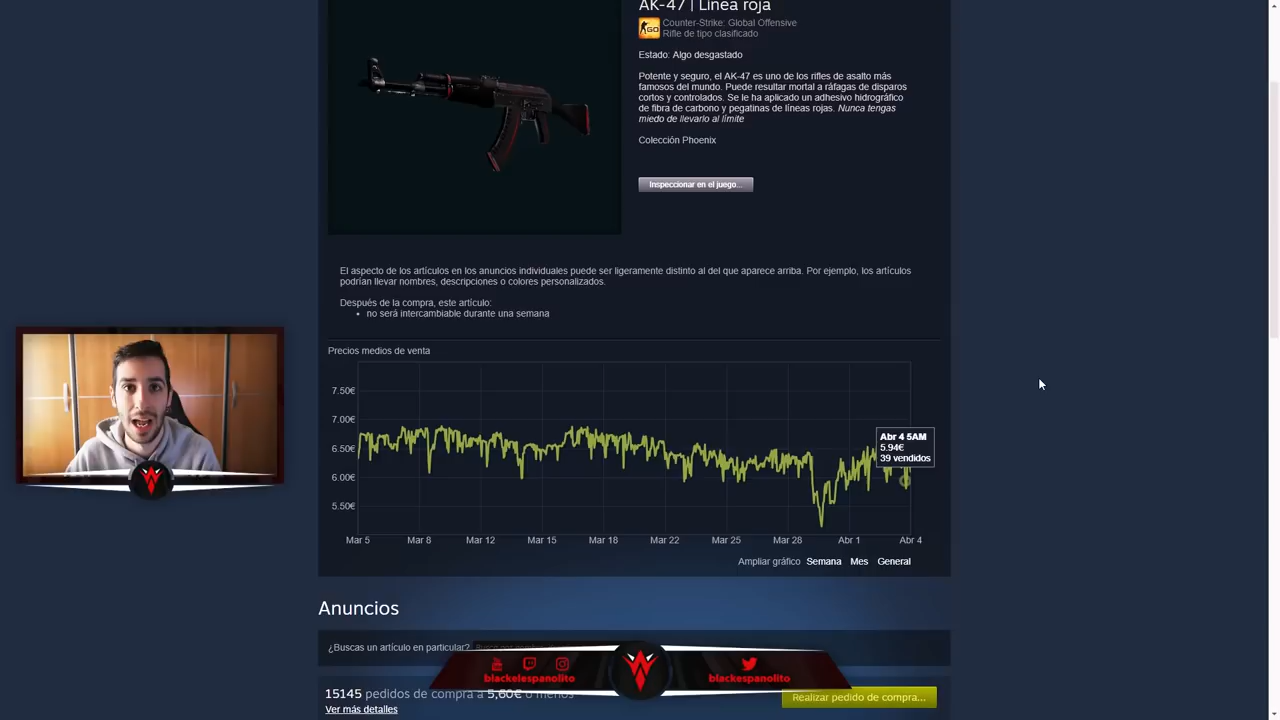 AK-47 | Línea roja
Counter-Strike: Global Offensive
Rifle de tipo clasificado
Estado: Algo desgastado
Potente y seguro, el AK-47 es uno de los rifles de asalto más
famosos del mundo. Puede resultar mortal a ráfagas de disparos
cortos y controlados. Se le ha aplicado un adhesivo hidrográfico
de fibra de carbono y pegatinas de líneas rojas. Nunca tengas
miedo de llevarlo al límite
Colección Phoenix
Inspeccionar en el juego...
El aspecto de los artículos en los anuncios individuales puede ser ligeramente distinto al del que aparece arriba. Por ejemplo, los artículos
podrían llevar nombres, descripciones o colores personalizados.
Después de la compra, este artículo:
• no será intercambiable durante una semana
Precios medios de venta
7.50€
7.00€
6.50€
6.00€
5.50€
Abr 4 5AM
5.94€
39 vendidos
Mar 5 Mar 8 Mar 12 Mar 15 Mar 18 Mar 22 Mar 25 Mar 28 Abr 1 Abr 4
Ampliar gráfico Semana Mes General
Anuncios
¿Buscas un artículo en particular?
blackelespanolito
blackespanolito
15145 pedidos de compra a 5,60€ o menos
Realizar pedido de compra...
Ver más detalles